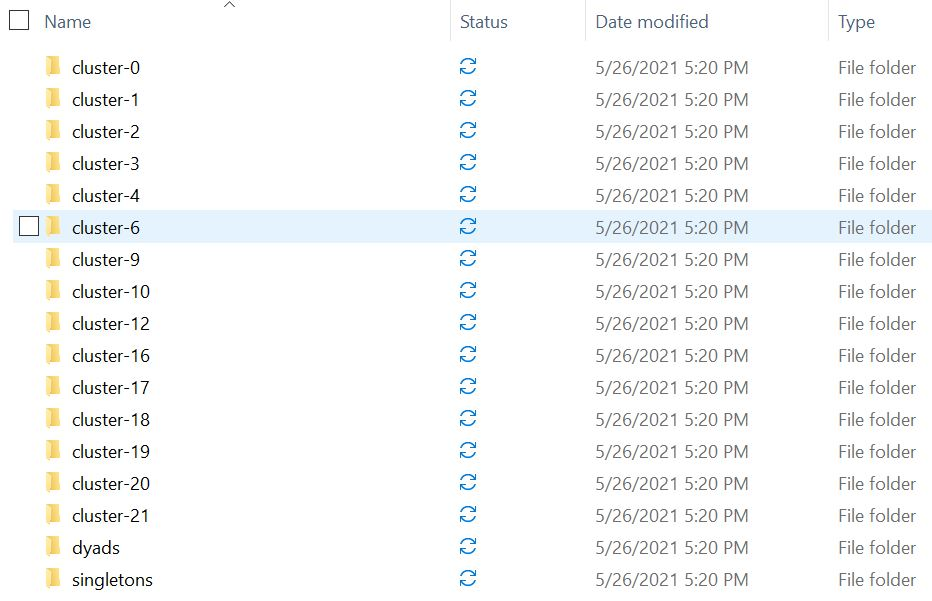 Name Status Date modified Type
cluster-0 5/26/2021 5:20 PM File folder
cluster-1 5/26/2021 5:20 PM File folder
cluster-2 5/26/2021 5:20 PM File folder
cluster-3 5/26/2021 5:20 PM File folder
cluster-4 5/26/2021 5:20 PM File folder
cluster-6 5/26/2021 5:20 PM File folder
cluster-9 5/26/2021 5:20 PM File folder
cluster-10 5/26/2021 5:20 PM File folder
cluster-12 5/26/2021 5:20 PM File folder
cluster-16 5/26/2021 5:20 PM File folder
cluster-17 5/26/2021 5:20 PM File folder
cluster-18 5/26/2021 5:20 PM File folder
cluster-19 5/26/2021 5:20 PM File folder
cluster-20 5/26/2021 5:20 PM File folder
cluster-21 5/26/2021 5:20 PM File folder
dyads 5/26/2021 5:20 PM File folder
singletons 5/26/2021 5:20 PM File folder